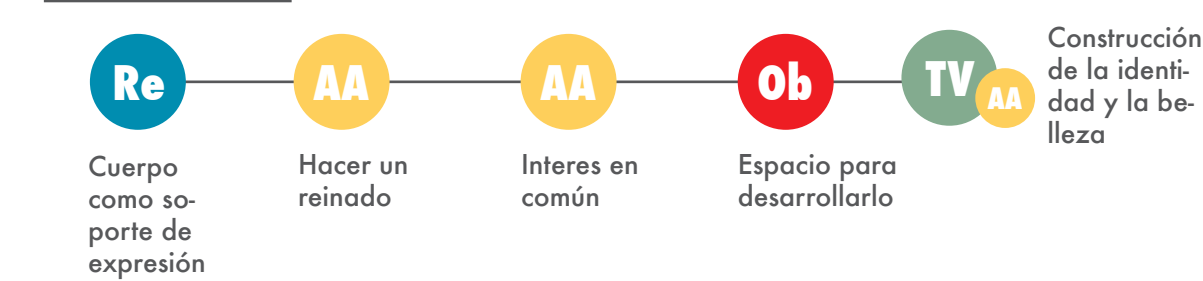 Re
Cuerpo
como so-
porte de
expresión
AA
Hacer un
reinado
AA
Interes en
común
Ob
Espacio para
desarrollarlo
TV
AA
Construcción
de la identi-
dad y la be-
lleza